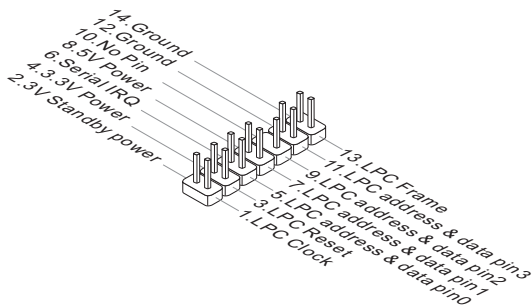 14.Ground
12.Ground
10.No Pin
8.5V Power
6.Serial IRQ
4.3.3V Power
2.3V Standby power
13.LPC Frame
11.LPC address & data pin3
9.LPC address & data pin2
7.LPC address & data pin1
5.LPC address & data pin0
3.LPC Reset
1.LPC Clock